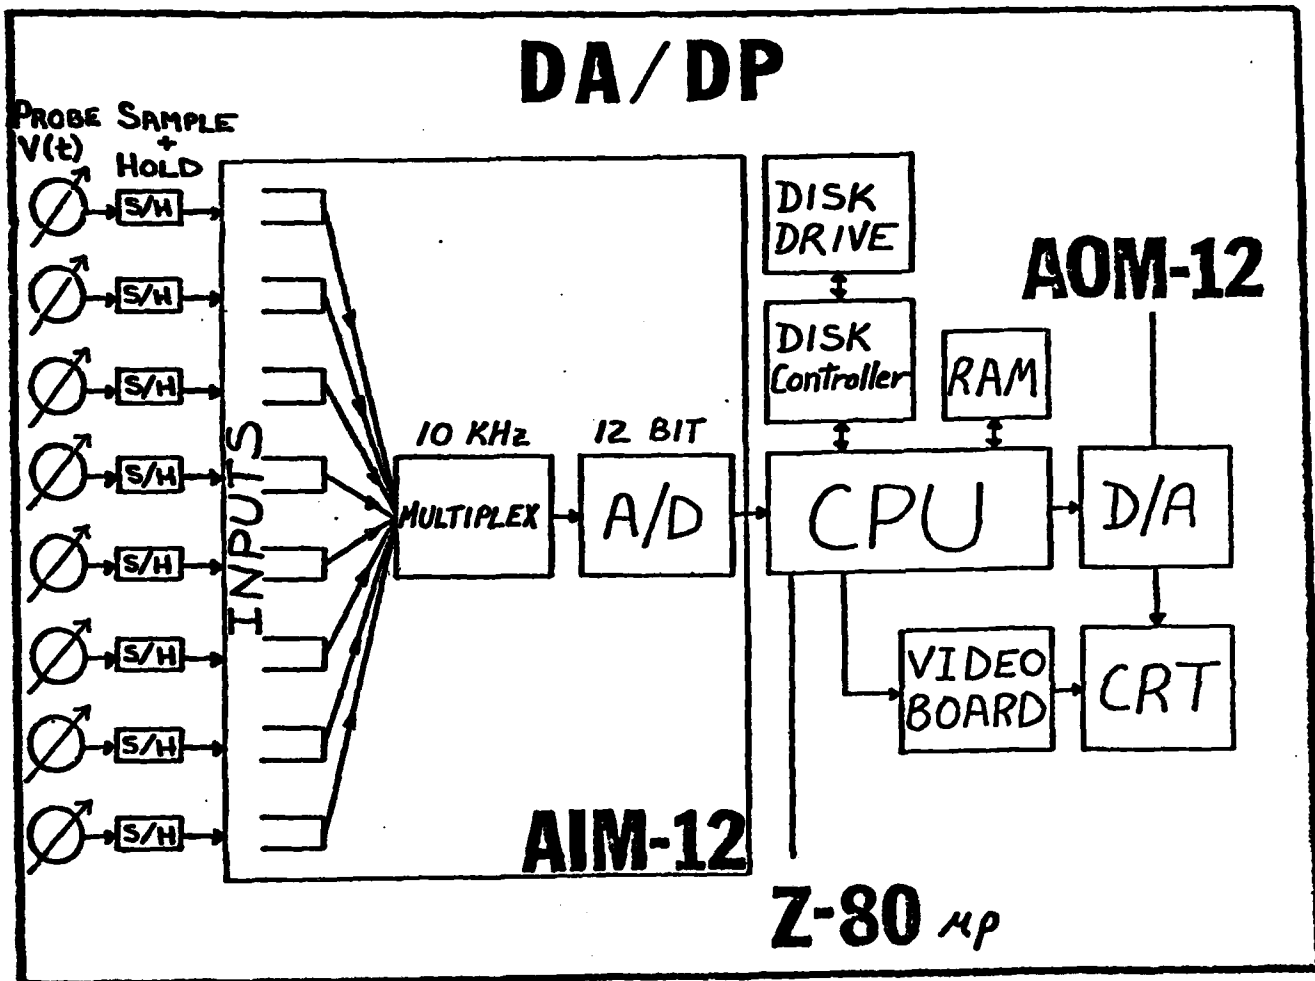 DA/DP
PROBE
V(t)
SAMPLE
+
HOLD
S/H
S/H
S/H
S/H
S/H
S/H
S/H
S/H
INPUTS
10 KHz
MULTIPLEX
12 BIT
A/D
AIM-12
DISK
DRIVE
DISK
Controller
RAM
CPU
AOM-12
D/A
VIDEO
BOARD
CRT
Z-80 μp